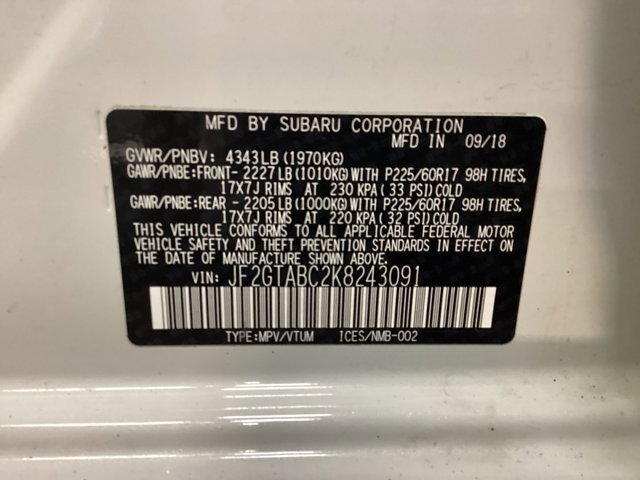 MFD BY SUBARU CORPORATION
MFD IN 09/18
GVWR/PNBV: 4343LB (1970KG)
GAWR/PNBE:FRONT- 2227LB (1010KG) WITH P225/60R17 98H TIRES,
17X7J RIMS AT 230 KPA (33 PSI) COLD
GAWR/PNBE:REAR - 2205LB (1000KG) WITH P225/60R17 98H TIRES,
17X7J RIMS AT 220 KPA (32 PSI) COLD
THIS VEHICLE CONFORMS TO ALL APPLICABLE FEDERAL MOTOR
VEHICLE SAFETY AND THEFT PREVENTION STANDARDS IN EFFECT ON
THE DATE OF MANUFACTURE SHOWN ABOVE.
VIN: JF2GTABC2K8243091
TYPE:MPV/VTUM ICES/NMB-002